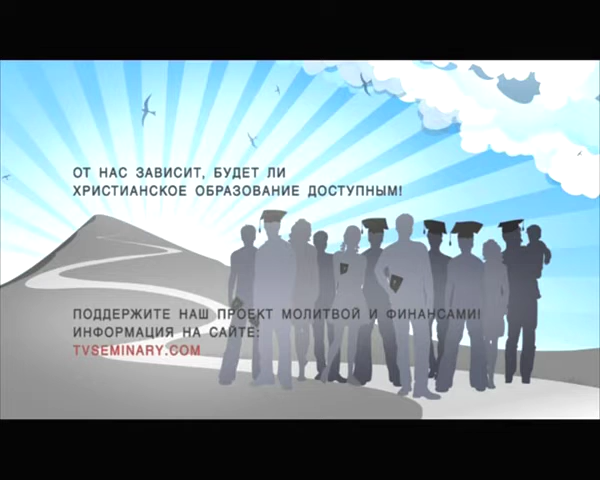 ОТ НАС ЗАВИСИТ, БУДЕТ ЛИ
ХРИСТИАНСКОЕ ОБРАЗОВАНИЕ ДОСТУПНЫМ!
ПОДДЕРЖИТЕ НАШ ПРОЕКТ МОЛИТВОЙ И ФИНАНСАМИ!
ИНФОРМАЦИЯ НА САЙТЕ:
TVSEMINARY.COM